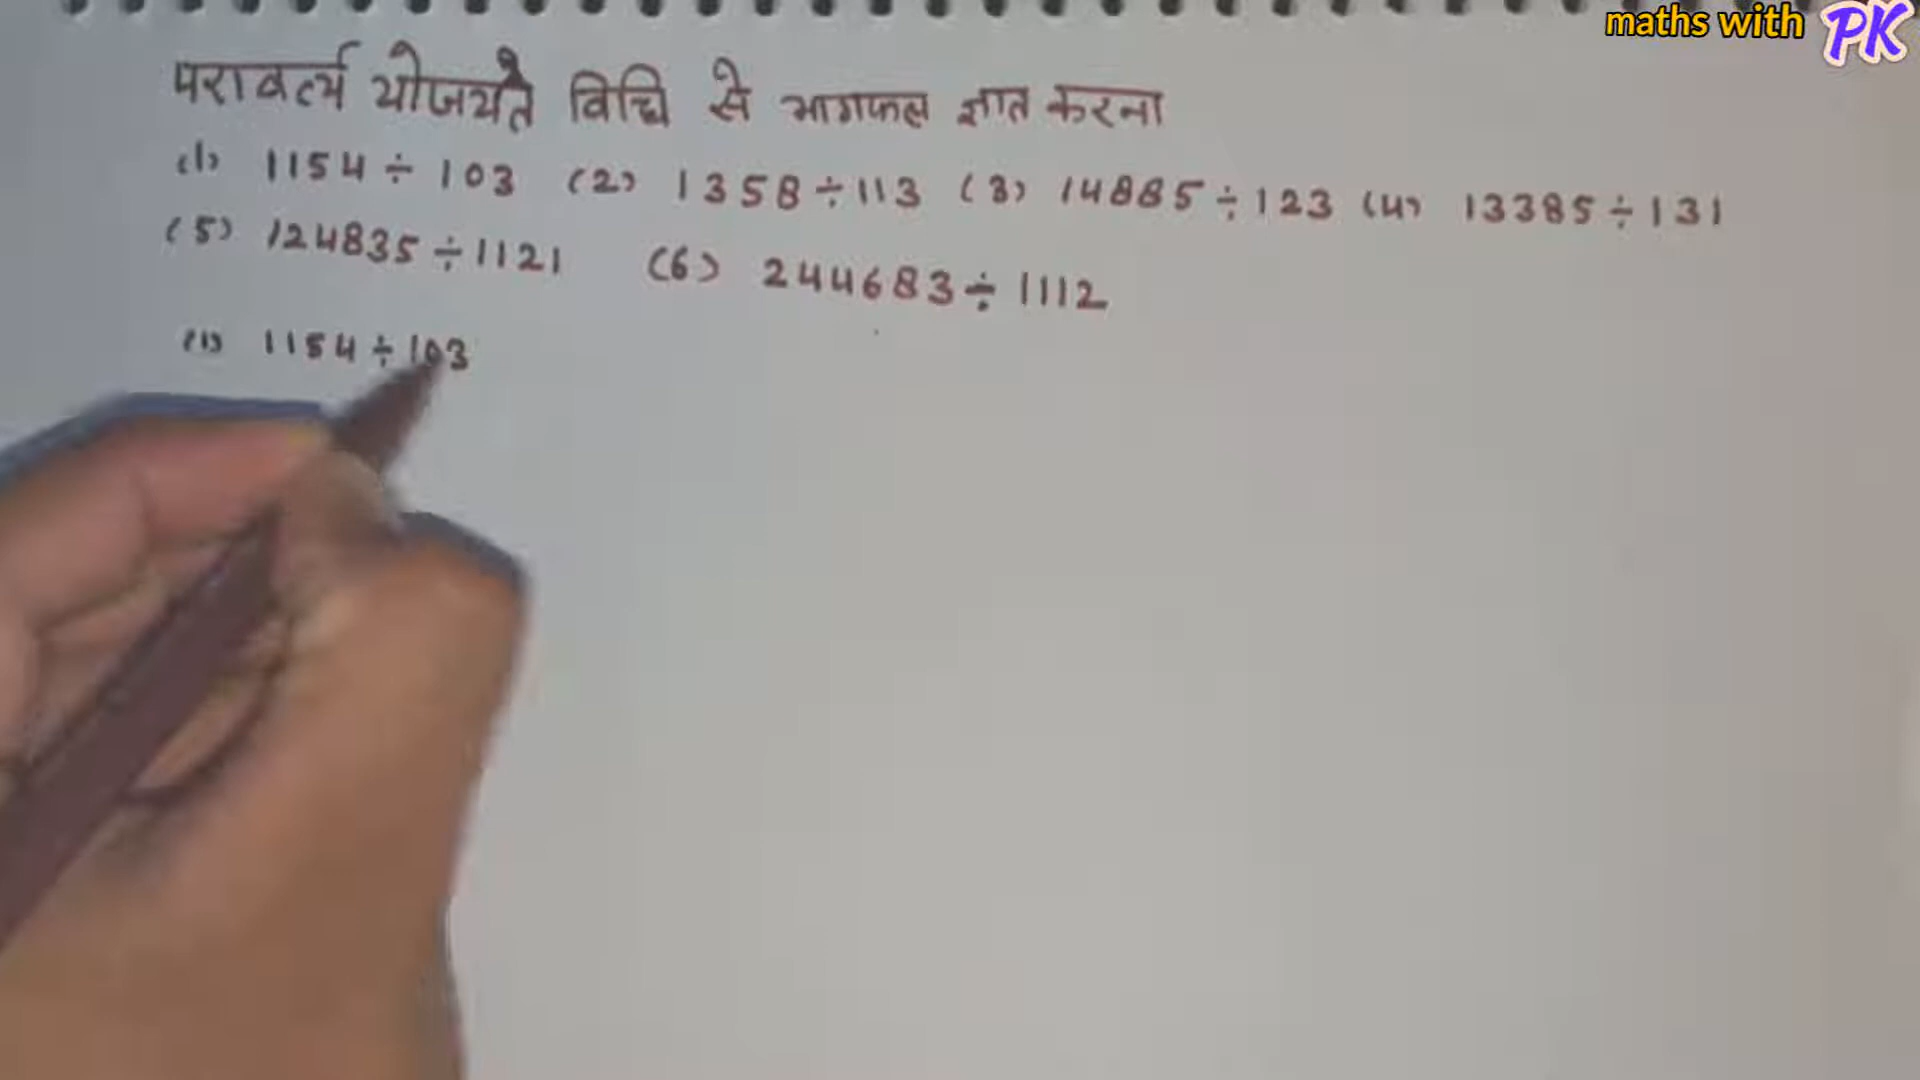 maths with PK
परावर्त्य योजयेत विधि से भागफल ज्ञात करना
(1) 1154 ÷ 103 (2) 1358 ÷ 113 (3) 14885 ÷ 123 (4) 13385 ÷ 131
(5) 124835 ÷ 1121 (6) 244683 ÷ 1112
(1) 1154 ÷ 103